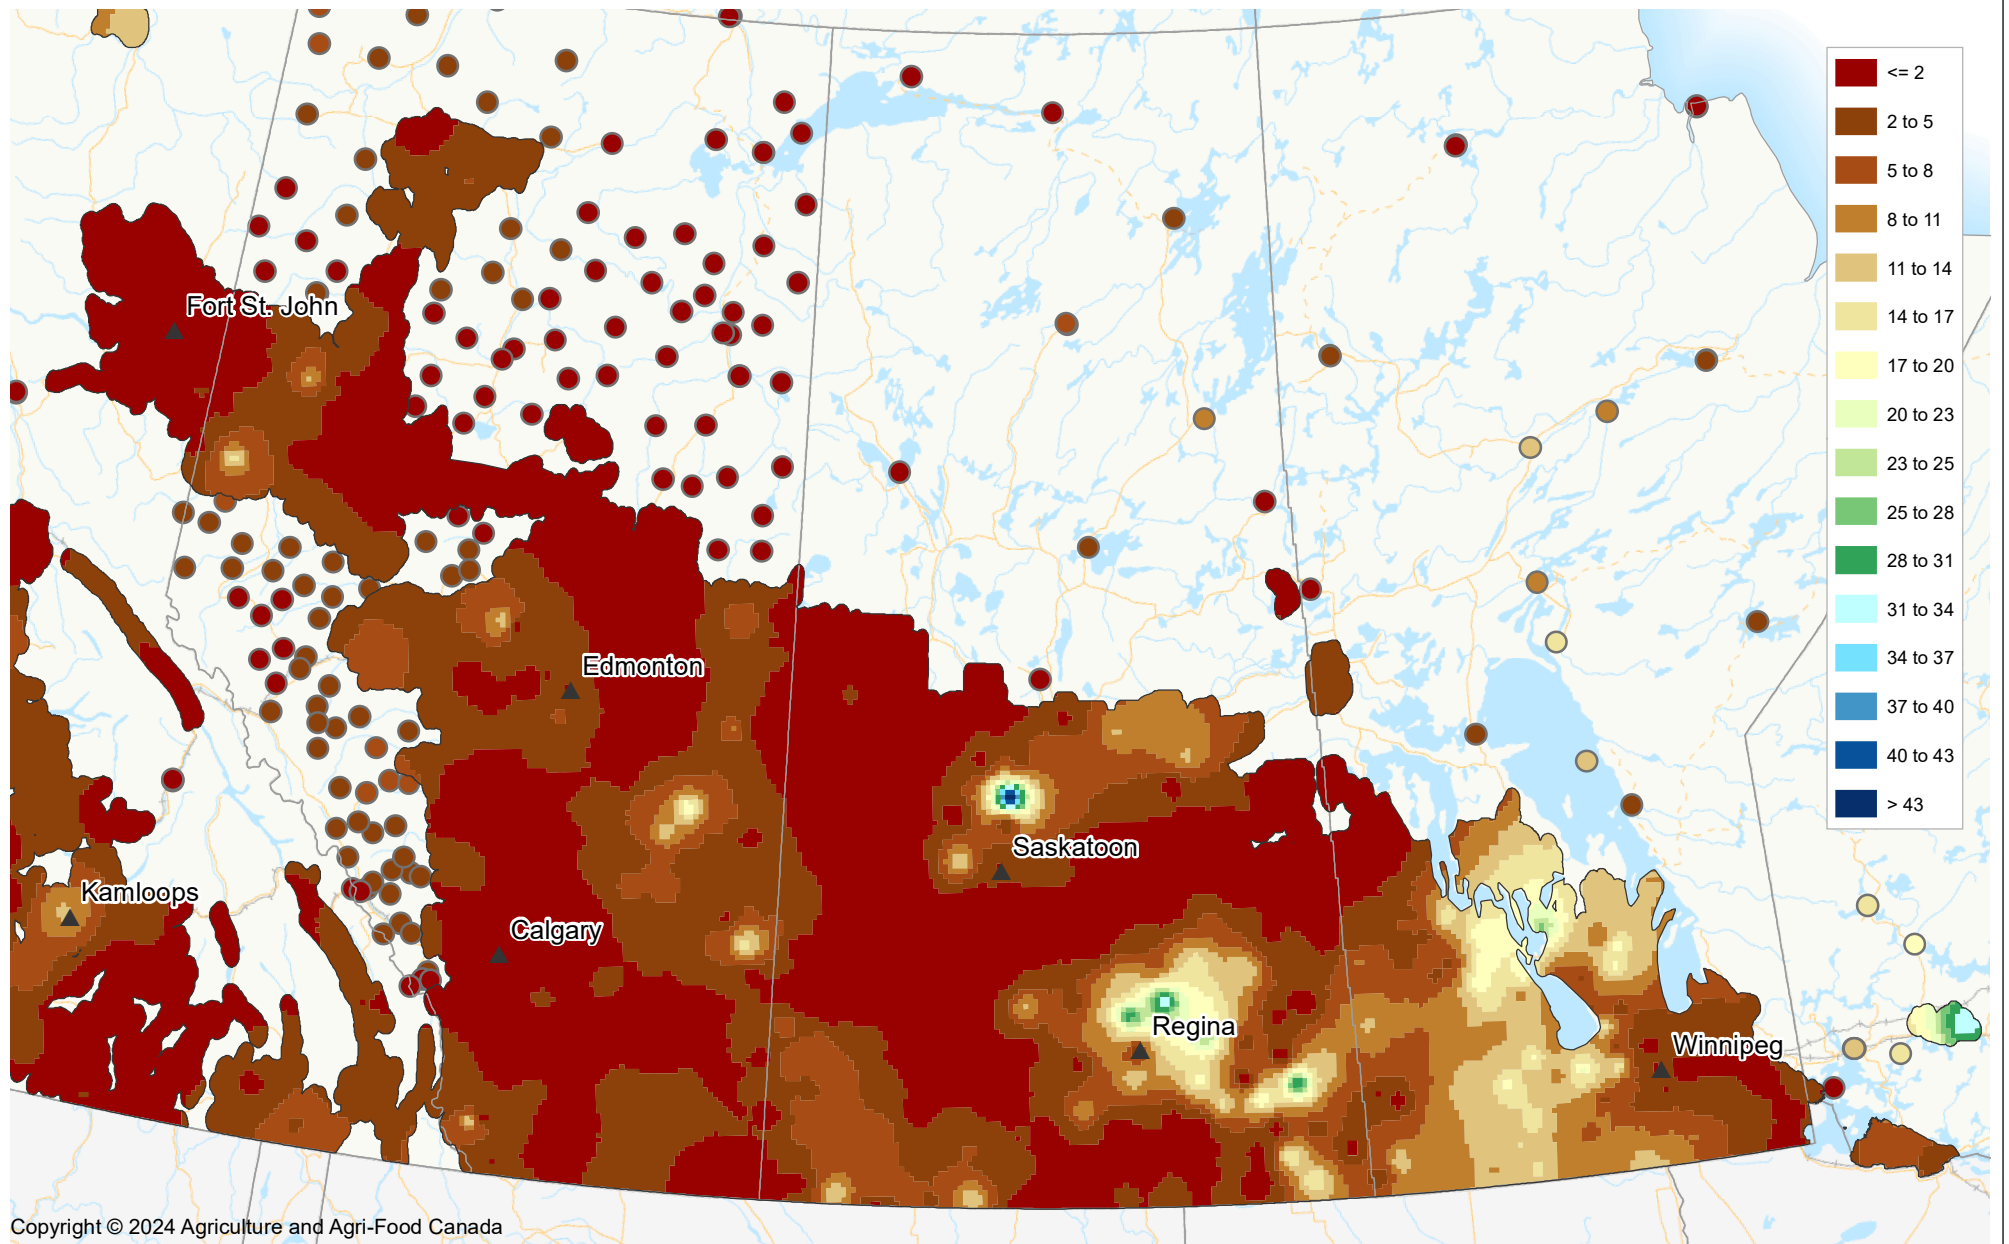 <= 2
2 to 5
5 to 8
8 to 11
11 to 14
14 to 17
17 to 20
20 to 23
23 to 25
25 to 28
28 to 31
31 to 34
34 to 37
37 to 40
40 to 43
> 43
Fort St. John
Edmonton
Saskatoon
Kamloops
Calgary
Regina
Winnipeg
Copyright © 2024 Agriculture and Agri-Food Canada